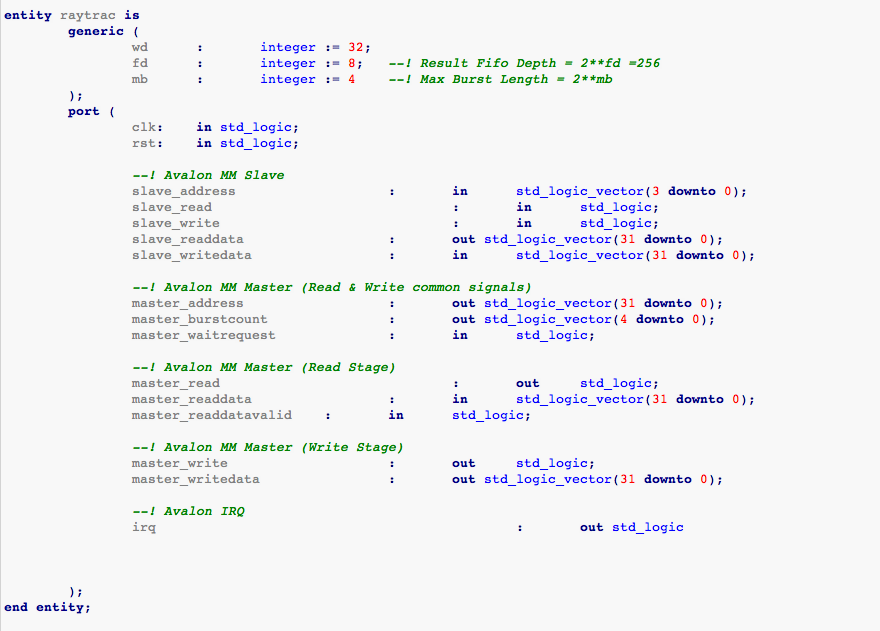 entity raytrac is
generic (
wd : integer := 32;
fd : integer := 8; --! Result Fifo Depth = 2**fd =256
mb : integer := 4 --! Max Burst Length = 2**mb
);
port (
clk: in std_logic;
rst: in std_logic;
--! Avalon MM Slave
slave_address : in std_logic_vector(3 downto 0);
slave_read : in std_logic;
slave_write : in std_logic;
slave_readdata : out std_logic_vector(31 downto 0);
slave_writedata : in std_logic_vector(31 downto 0);
--! Avalon MM Master (Read & Write common signals)
master_address : out std_logic_vector(31 downto 0);
master_burstcount : out std_logic_vector(4 downto 0);
master_waitrequest : in std_logic;
--! Avalon MM Master (Read Stage)
master_read : out std_logic;
master_readdata : in std_logic_vector(31 downto 0);
master_readdatavalid : in std_logic;
--! Avalon MM Master (Write Stage)
master_write : out std_logic;
master_writedata : out std_logic_vector(31 downto 0);
--! Avalon IRQ
irq : out std_logic
);
end entity;